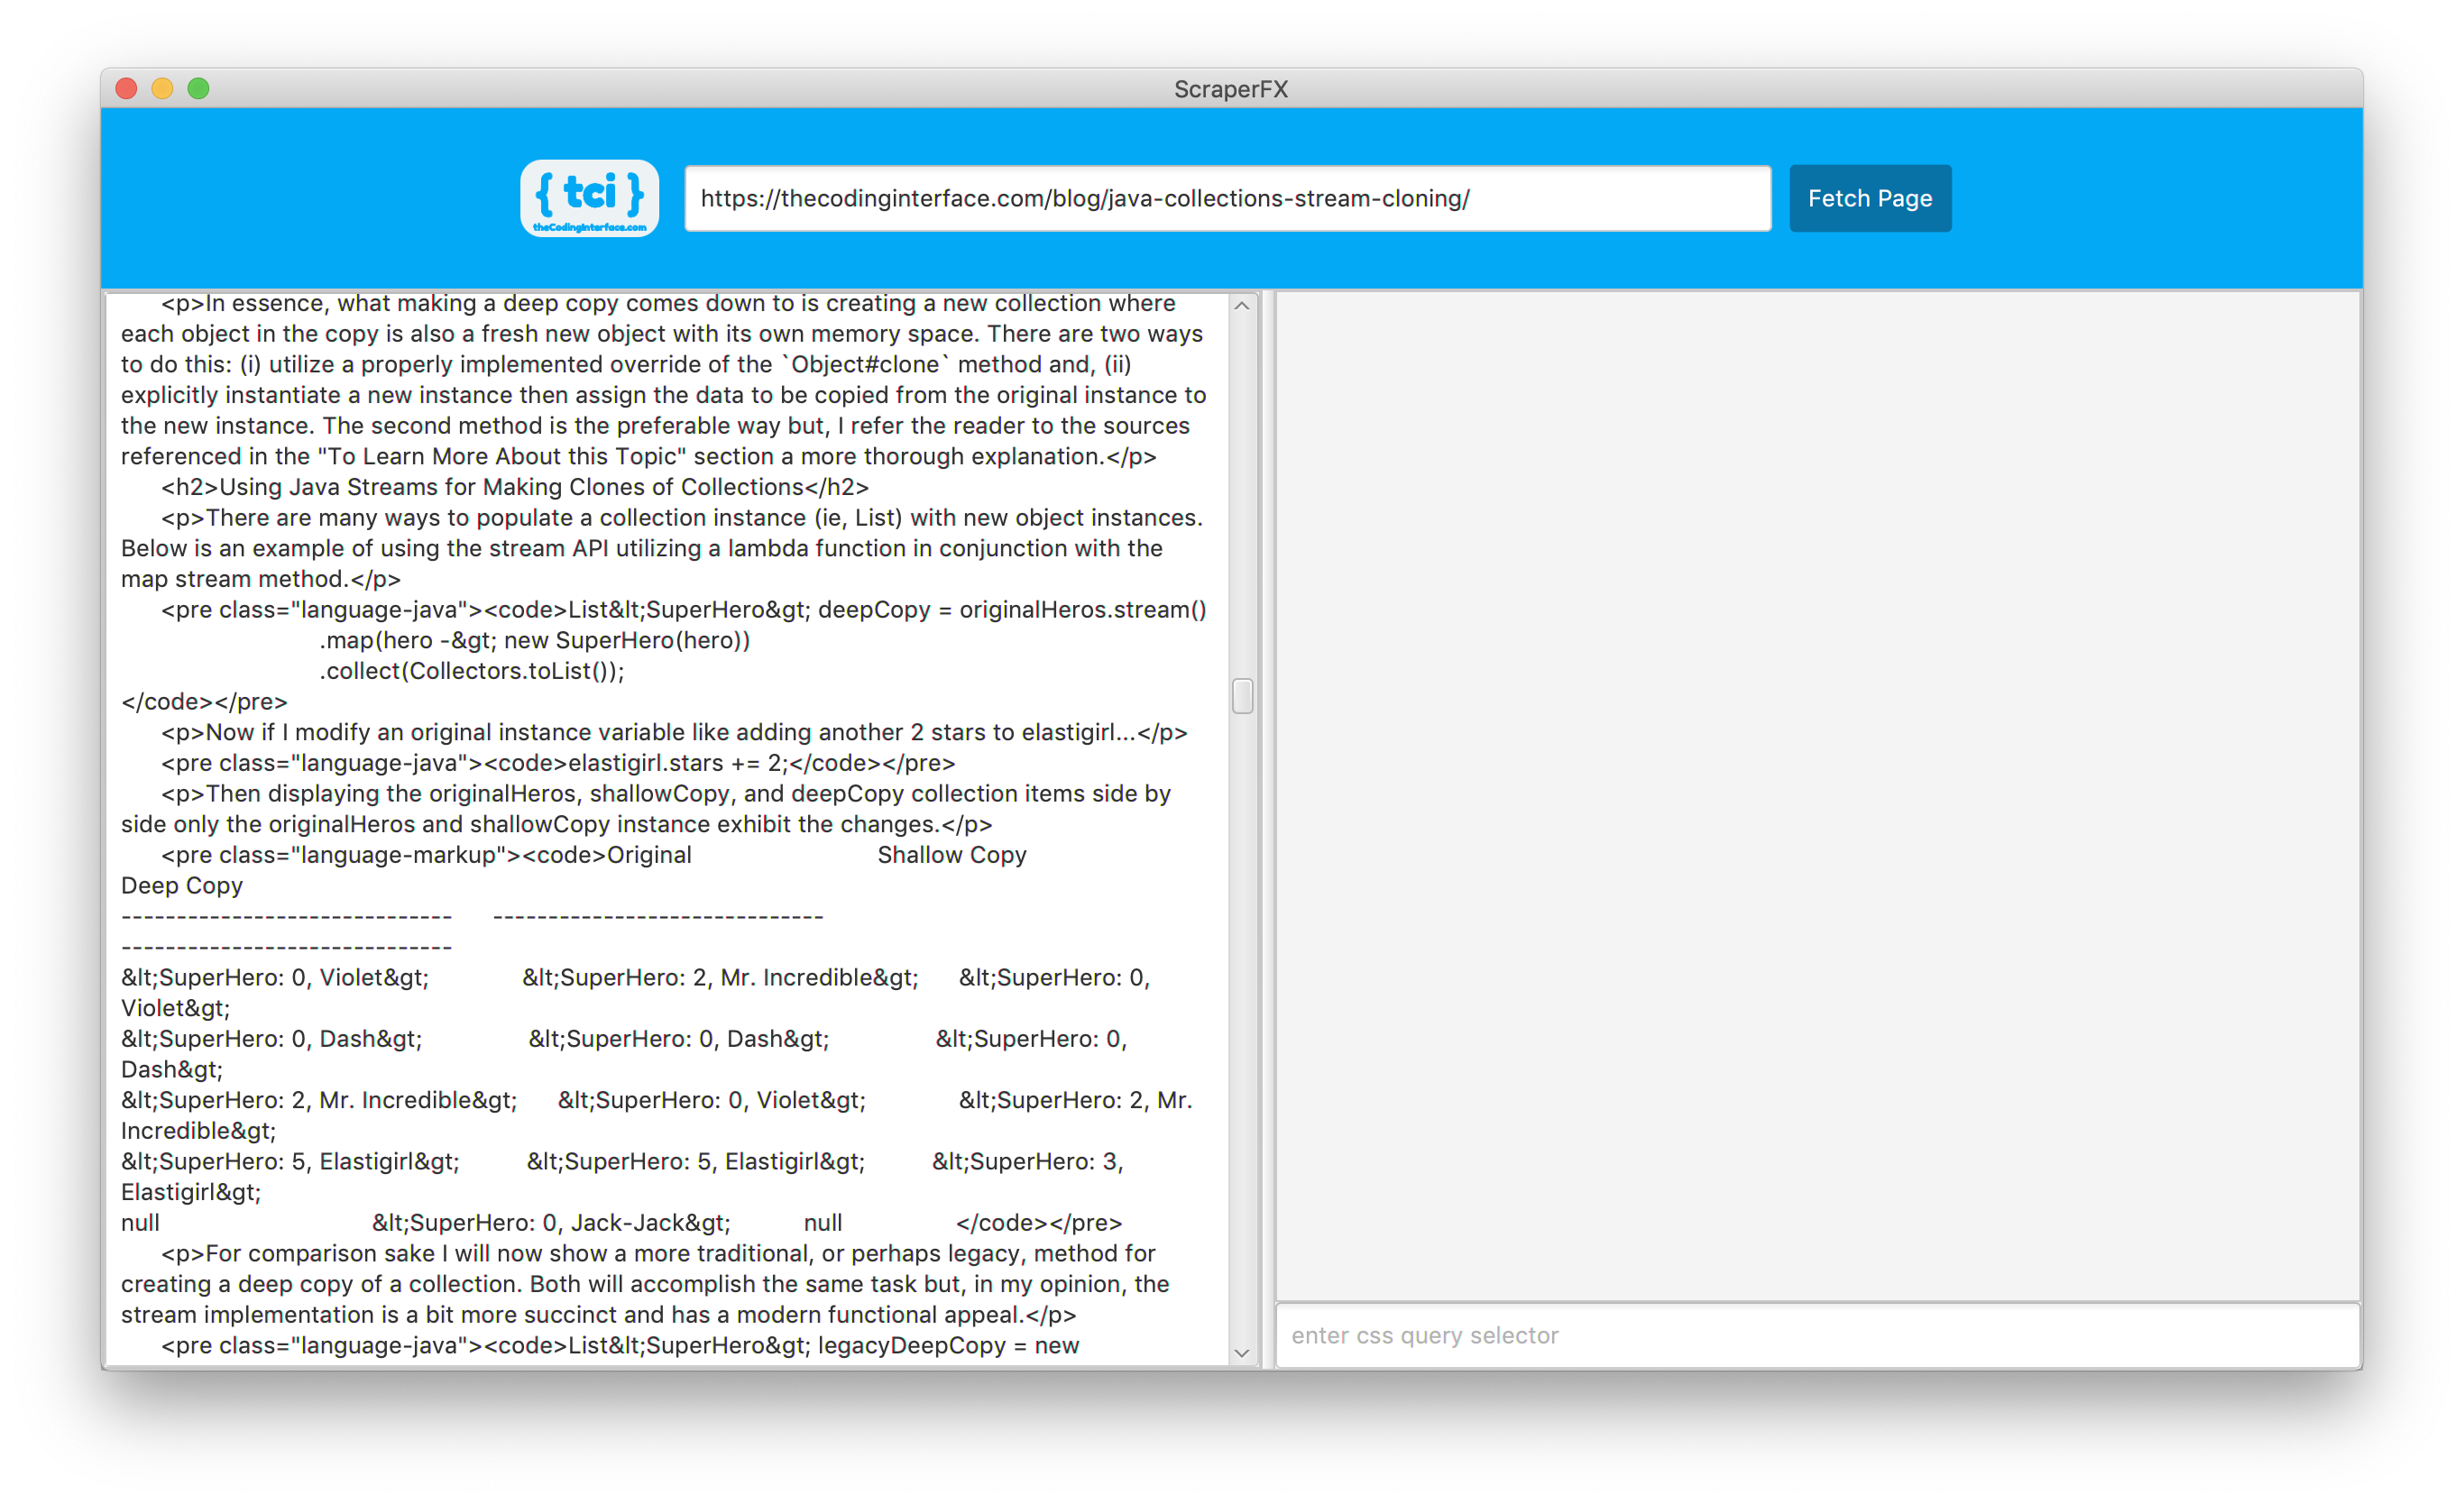 ScraperFX
{ tci }
theCodingInterface.com
https://thecodinginterface.com/blog/java-collections-stream-cloning/
Fetch Page
<p>In essence, what making a deep copy comes down to is creating a new collection where
each object in the copy is also a fresh new object with its own memory space. There are two ways
to do this: (i) utilize a properly implemented override of the `Object#clone` method and, (ii)
explicitly instantiate a new instance then assign the data to be copied from the original instance to
the new instance. The second method is the preferable way but, I refer the reader to the sources
referenced in the "To Learn More About this Topic" section a more thorough explanation.</p>
<h2>Using Java Streams for Making Clones of Collections</h2>
<p>There are many ways to populate a collection instance (ie, List) with new object instances.
Below is an example of using the stream API utilizing a lambda function in conjunction with the
map stream method.</p>
<pre class="language-java"><code>List&lt;SuperHero&gt; deepCopy = originalHeros.stream()
.map(hero -&gt; new SuperHero(hero))
.collect(Collectors.toList());
</code></pre>
<p>Now if I modify an original instance variable like adding another 2 stars to elastigirl...</p>
<pre class="language-java"><code>elastigirl.stars += 2;</code></pre>
<p>Then displaying the originalHeros, shallowCopy, and deepCopy collection items side by
side only the originalHeros and shallowCopy instance exhibit the changes.</p>
<pre class="language-markup"><code>Original Shallow Copy
Deep Copy
------------------------------ ------------------------------
------------------------------
&lt;SuperHero: 0, Violet&gt; &lt;SuperHero: 2, Mr. Incredible&gt; &lt;SuperHero: 0,
Violet&gt;
&lt;SuperHero: 0, Dash&gt; &lt;SuperHero: 0, Dash&gt; &lt;SuperHero: 0,
Dash&gt;
&lt;SuperHero: 2, Mr. Incredible&gt; &lt;SuperHero: 0, Violet&gt; &lt;SuperHero: 2, Mr.
Incredible&gt;
&lt;SuperHero: 5, Elastigirl&gt; &lt;SuperHero: 5, Elastigirl&gt; &lt;SuperHero: 3,
Elastigirl&gt;
null &lt;SuperHero: 0, Jack-Jack&gt; null </code></pre>
<p>For comparison sake I will now show a more traditional, or perhaps legacy, method for
creating a deep copy of a collection. Both will accomplish the same task but, in my opinion, the
stream implementation is a bit more succinct and has a modern functional appeal.</p>
<pre class="language-java"><code>List&lt;SuperHero&gt; legacyDeepCopy = new
enter css query selector